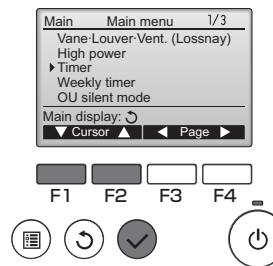 Main Main menu 1/3
Vane·Louver·Vent. (Lossnay)
High power
Timer
Weekly timer
OU silent mode
Main display:
Cursor Page
F1 F2 F3 F4